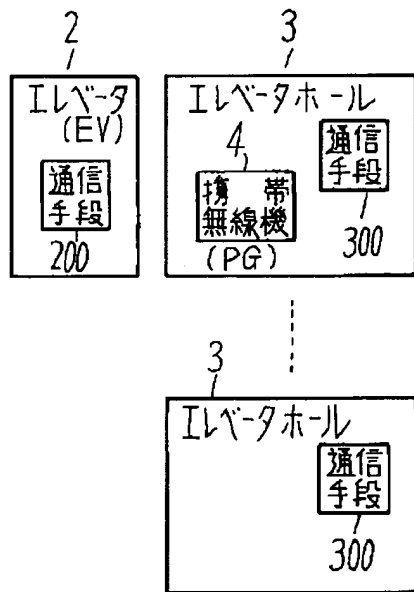 2
エレベータ
(EV)
通信
手段
200
3
エレベータホール
4
携帯
無線機
(PG)
通信
手段
300
3
エレベータホール
通信
手段
300